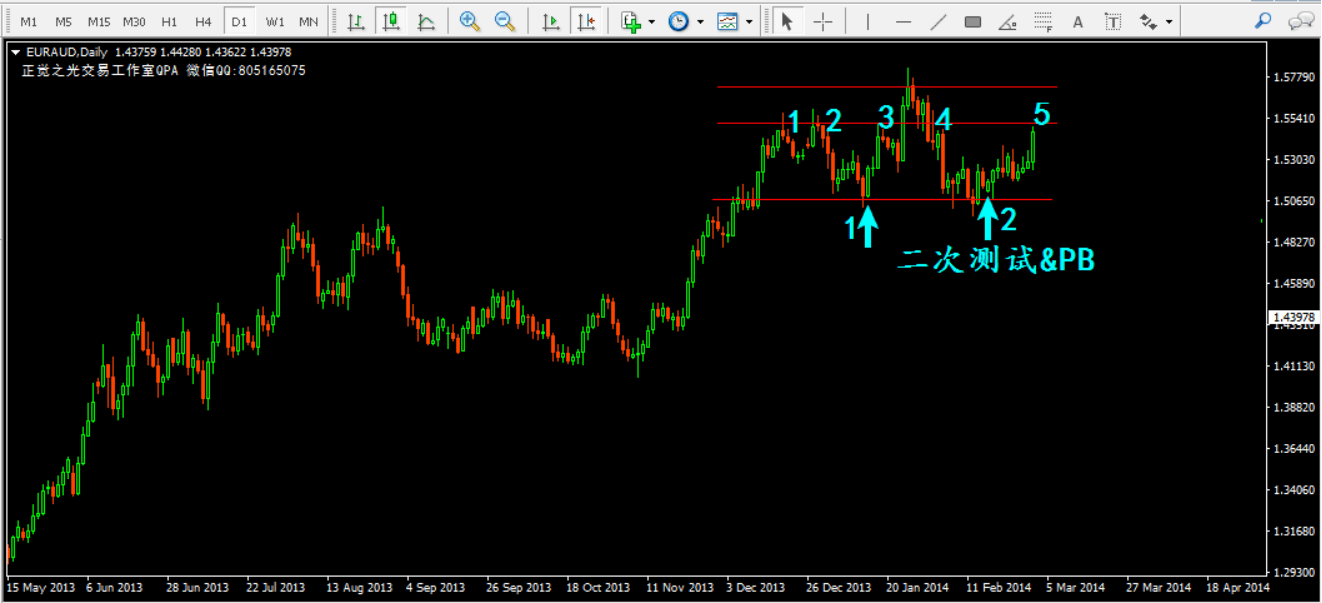 M1 M5 M15 M30 H1 H4 D1 W1 MN
EURAUD,Daily 1.43759 1.44280 1.43622 1.43978
正觉之光交易工作室QPA 微信QQ:805165075
1.57790
1.55410
1.53030
1.50650
1.48270
1.45890
1.43978
1.41130
1.38820
1.36440
1.34060
1.31680
1.29300
1 2 3 4 5
1 2
二次测试&PB
15 May 2013 6 Jun 2013 28 Jun 2013 22 Jul 2013 13 Aug 2013 4 Sep 2013 26 Sep 2013 18 Oct 2013 11 Nov 2013 3 Dec 2013 26 Dec 2013 20 Jan 2014 11 Feb 2014 5 Mar 2014 27 Mar 2014 18 Apr 2014